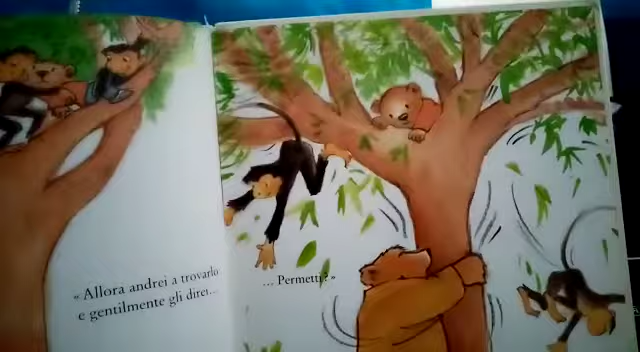 « Allora andrei a trovarlo
e gentilmente gli direi...
... Permetti? »